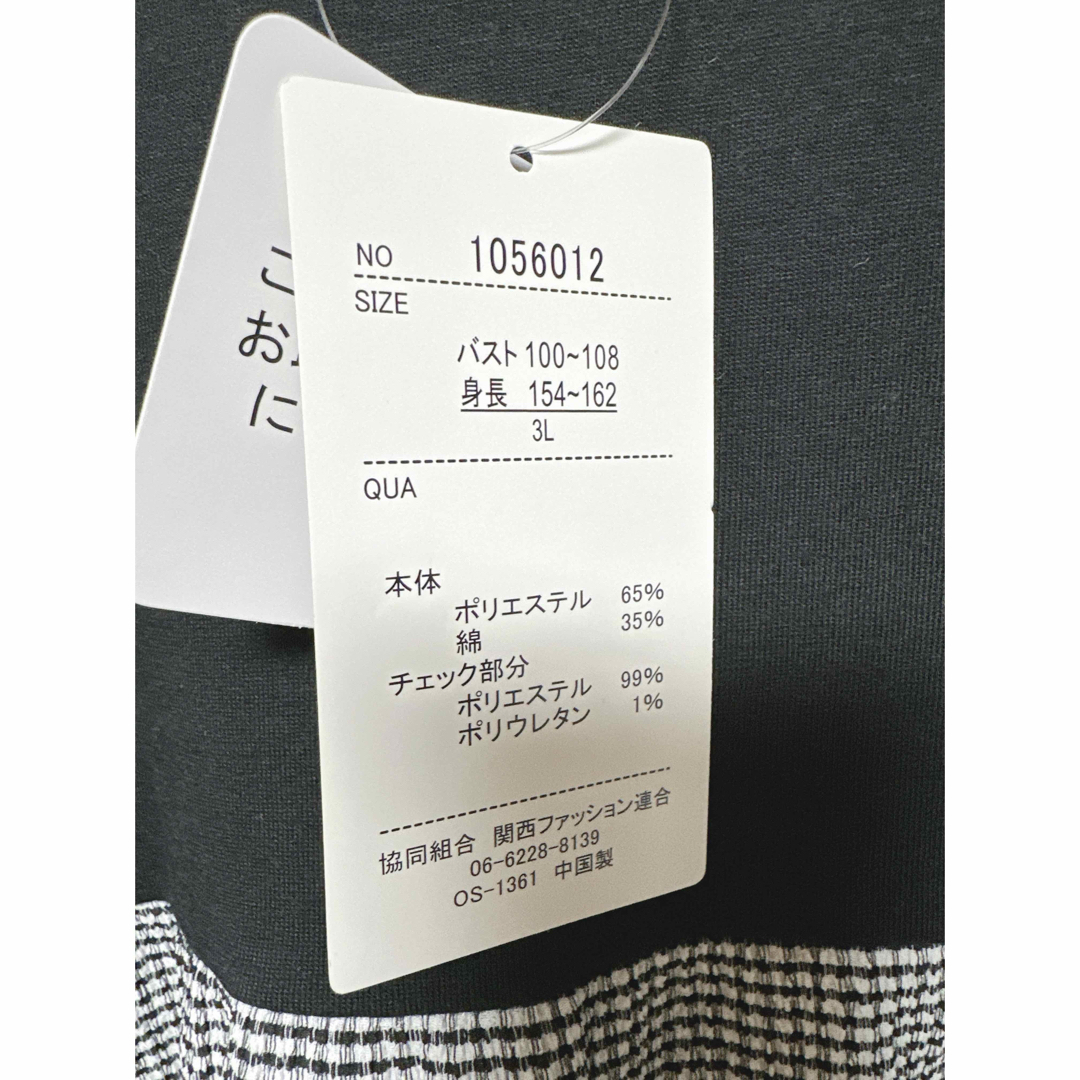 NO 1056012
SIZE
バスト 100~108
身長 154~162
3L
QUA
本体
ポリエステル 65%
綿 35%
チェック部分
ポリエステル 99%
ポリウレタン 1%
協同組合 関西ファッション連合
06-6228-8139
OS-1361 中国製
こ
お
に